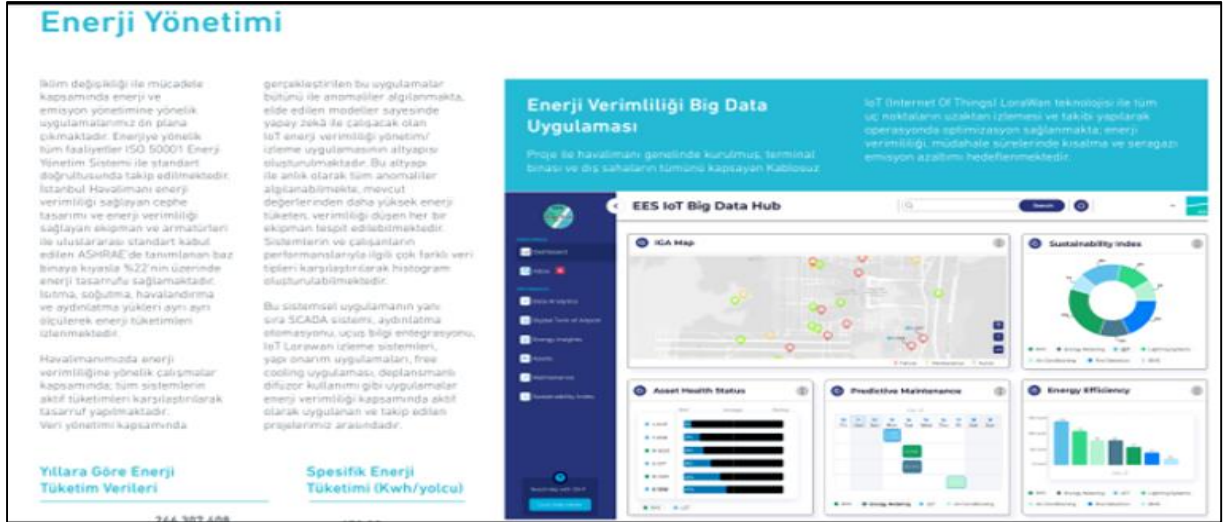 Enerji Yönetimi
İklim değişikliği ile mücadele
kapsamında enerji ve
emisyon yönetimine yönelik
uygulamalarımız ön plana
çıkmaktadır. Enerjiye yönelik
tüm faaliyetler ISO 50001 Enerji
Yönetim Sistemi ile standart
doğrultusunda takip edilmektedir.
İstanbul Havalimanı enerji
verimliliği sağlayan cephe
tasarımı ve enerji verimliliği
sağlayan ekipman ve armatürleri
ile uluslararası standart kabul
edilen ASHRAE'de tanımlanan baz
binaya kıyasla %22'nin üzerinde
enerji tasarrufu sağlamaktadır.
Isıtma, soğutma, havalandırma
ve aydınlatma yükleri ayrı ayrı
ölçülerek enerji tüketimleri
izlenmektedir.
Havalimanımızda enerji
verimliliğine yönelik çalışmalar
kapsamında; tüm sistemlerin
aktif tüketimleri karşılaştırılarak
tasarruf yapılmaktadır.
Veri yönetimi kapsamında
gerçekleştirilen bu uygulamalar
bütünü ile anomaliler algılanmakta,
elde edilen modeller sayesinde
yapay zekâ ile çalışacak olan
IoT enerji verimliliği yönetim/
izleme uygulamasının altyapısı
oluşturulmaktadır. Bu altyapı
ile anlık olarak tüm anomaliler
algılanabilmekte, mevcut
değerlerinden daha yüksek enerji
tüketen, verimliliği düşen her bir
ekipman tespit edilebilmektedir.
Sistemlerin ve çalışanların
performanslarıyla ilgili çok farklı veri
tipleri karşılaştırılarak histogram
oluşturulabilmektedir.
Bu sistemsel uygulamanın yanı
sıra SCADA sistemi, aydınlatma
otomasyonu, uçuş bilgi entegrasyonu,
IoT Lorawan izleme sistemleri,
yapı onarım uygulamaları, free
cooling uygulaması, deplasmanlı
difüzör kullanımı gibi uygulamalar
enerji verimliliği kapsamında aktif
olarak uygulanan ve takip edilen
projelerimiz arasındadır.
Yıllara Göre Enerji
Tüketim Verileri
Spesifik Enerji
Tüketimi (Kwh/yolcu)
Enerji Verimliliği Big Data
Uygulaması
Proje ile havalimanı genelinde kurulmuş, terminal
binası ve dış sahaların tümünü kapsayan Kablosuz
IoT (Internet Of Things) LoraWan teknolojisi ile tüm
uç noktaların uzaktan izlemesi ve takibi yapılarak
operasyonda optimizasyon sağlanmakta; enerji
verimliliği, müdahale sürelerinde kısalma ve seragazı
emisyon azaltımı hedeflenmektedir.
EES IoT Big Data Hub
Search
Dashboard
Inbox
Data Analytics
Digital Twin of Airport
Energy Insights
Assets
Maintenance
Sustainability Index
IGA Map
Sustainability Index
Asset Health Status
Predictive Maintenance
Energy Efficiency